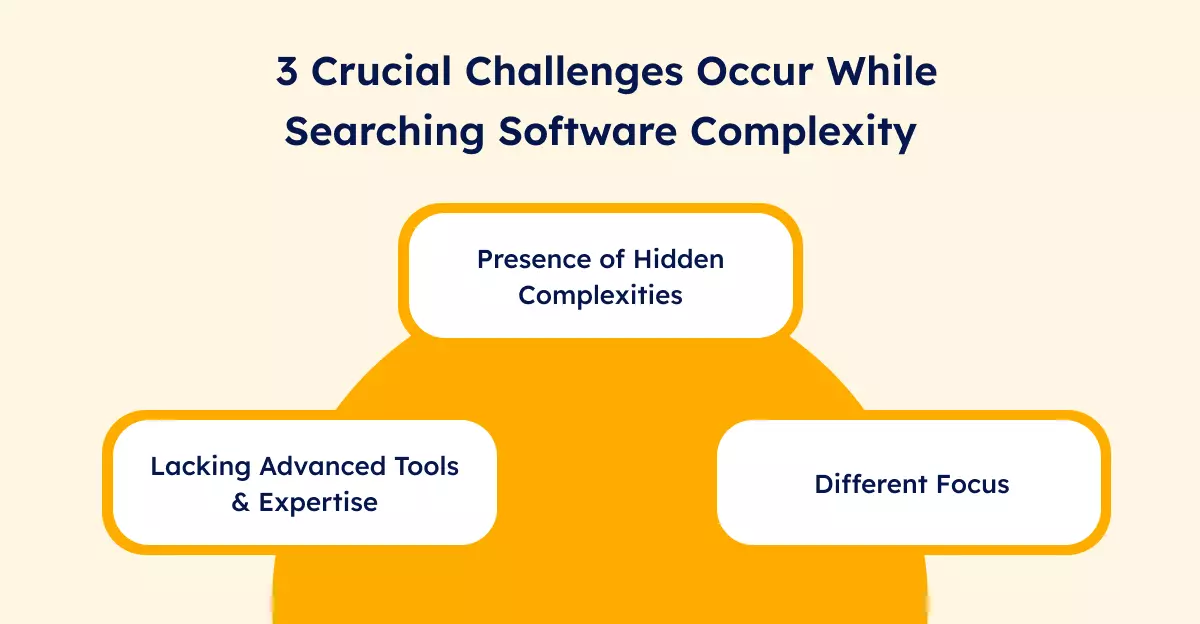 3 Crucial Challenges Occur While
Searching Software Complexity
Presence of Hidden
Complexities
Lacking Advanced Tools
& Expertise
Different Focus